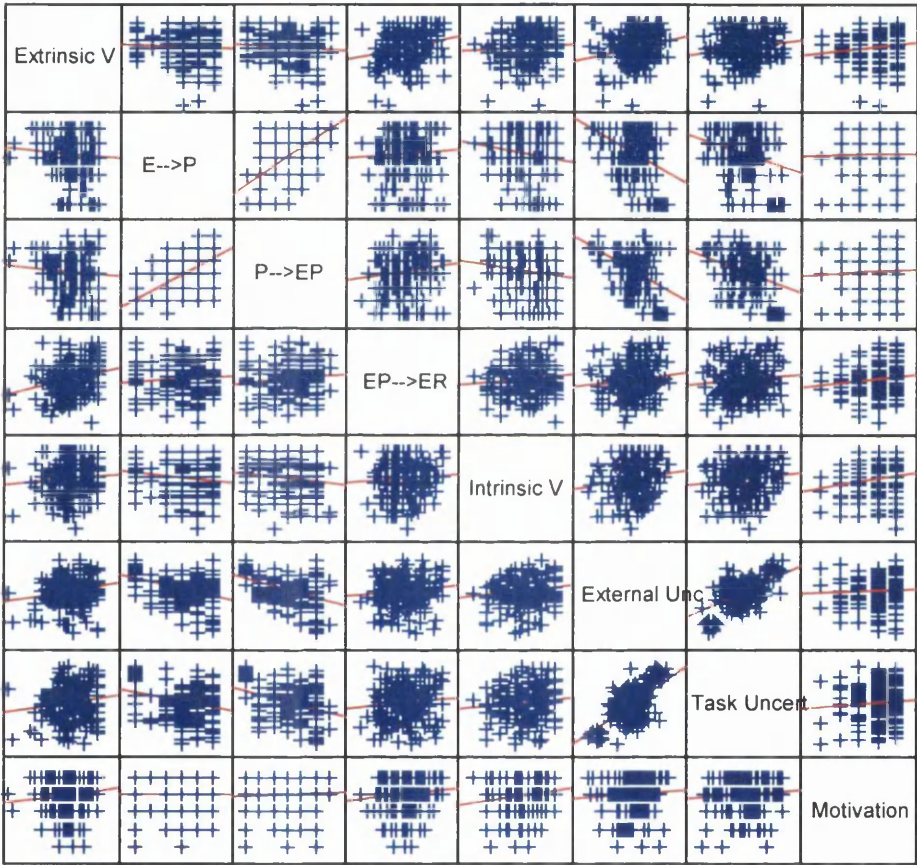 Extrinsic V
E-->P
P-->EP
EP-->ER
Intrinsic V
External Unc
Task Uncert
Motivation